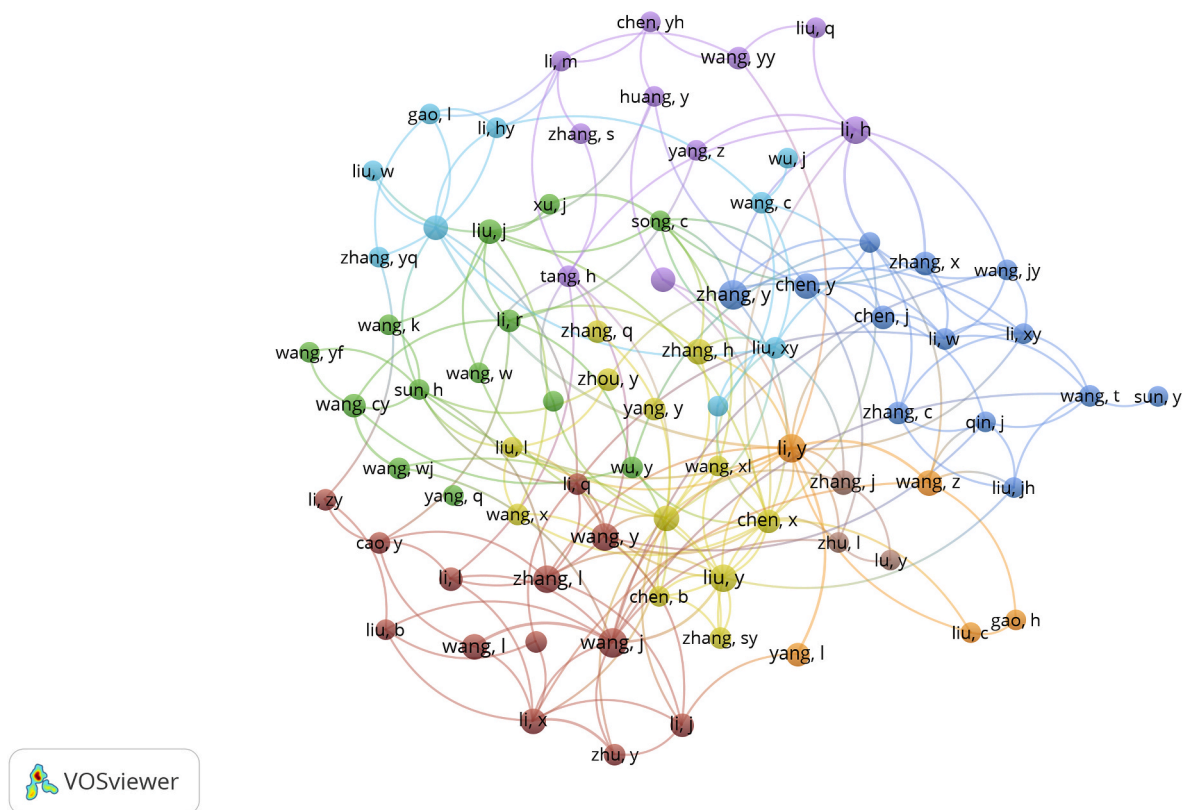 chen, yh
liu, q
wang, yy
li, m
huang, y
gao, l
li, hy
zhang, s
li, h
yang, z
wu, j
liu, w
xu, j
wang, c
song, c
liu, j
zhang, yq
tang, h
zhang, x
wang, jy
zhang, y
chen, y
chen, j
li, r
wang, k
zhang, q
li, xy
li, w
wang, yf
zhang, h
liu, xy
wang, w
zhou, y
sun, h
wang, t
sun, y
wang, cy
yang, y
zhang, c
qin, j
liu, l
li, y
wang, wj
wu, y
wang, xl
li, q
zhang, j
wang, z
liu, jh
li, zy
yang, q
wang, x
chen, x
cao, y
wang, y
zhu, l
lu, y
li, l
zhang, l
liu, y
chen, b
gao, h
liu, b
liu, c
wang, l
wang, j
zhang, sy
yang, l
li, x
li, j
zhu, y
VOSviewer